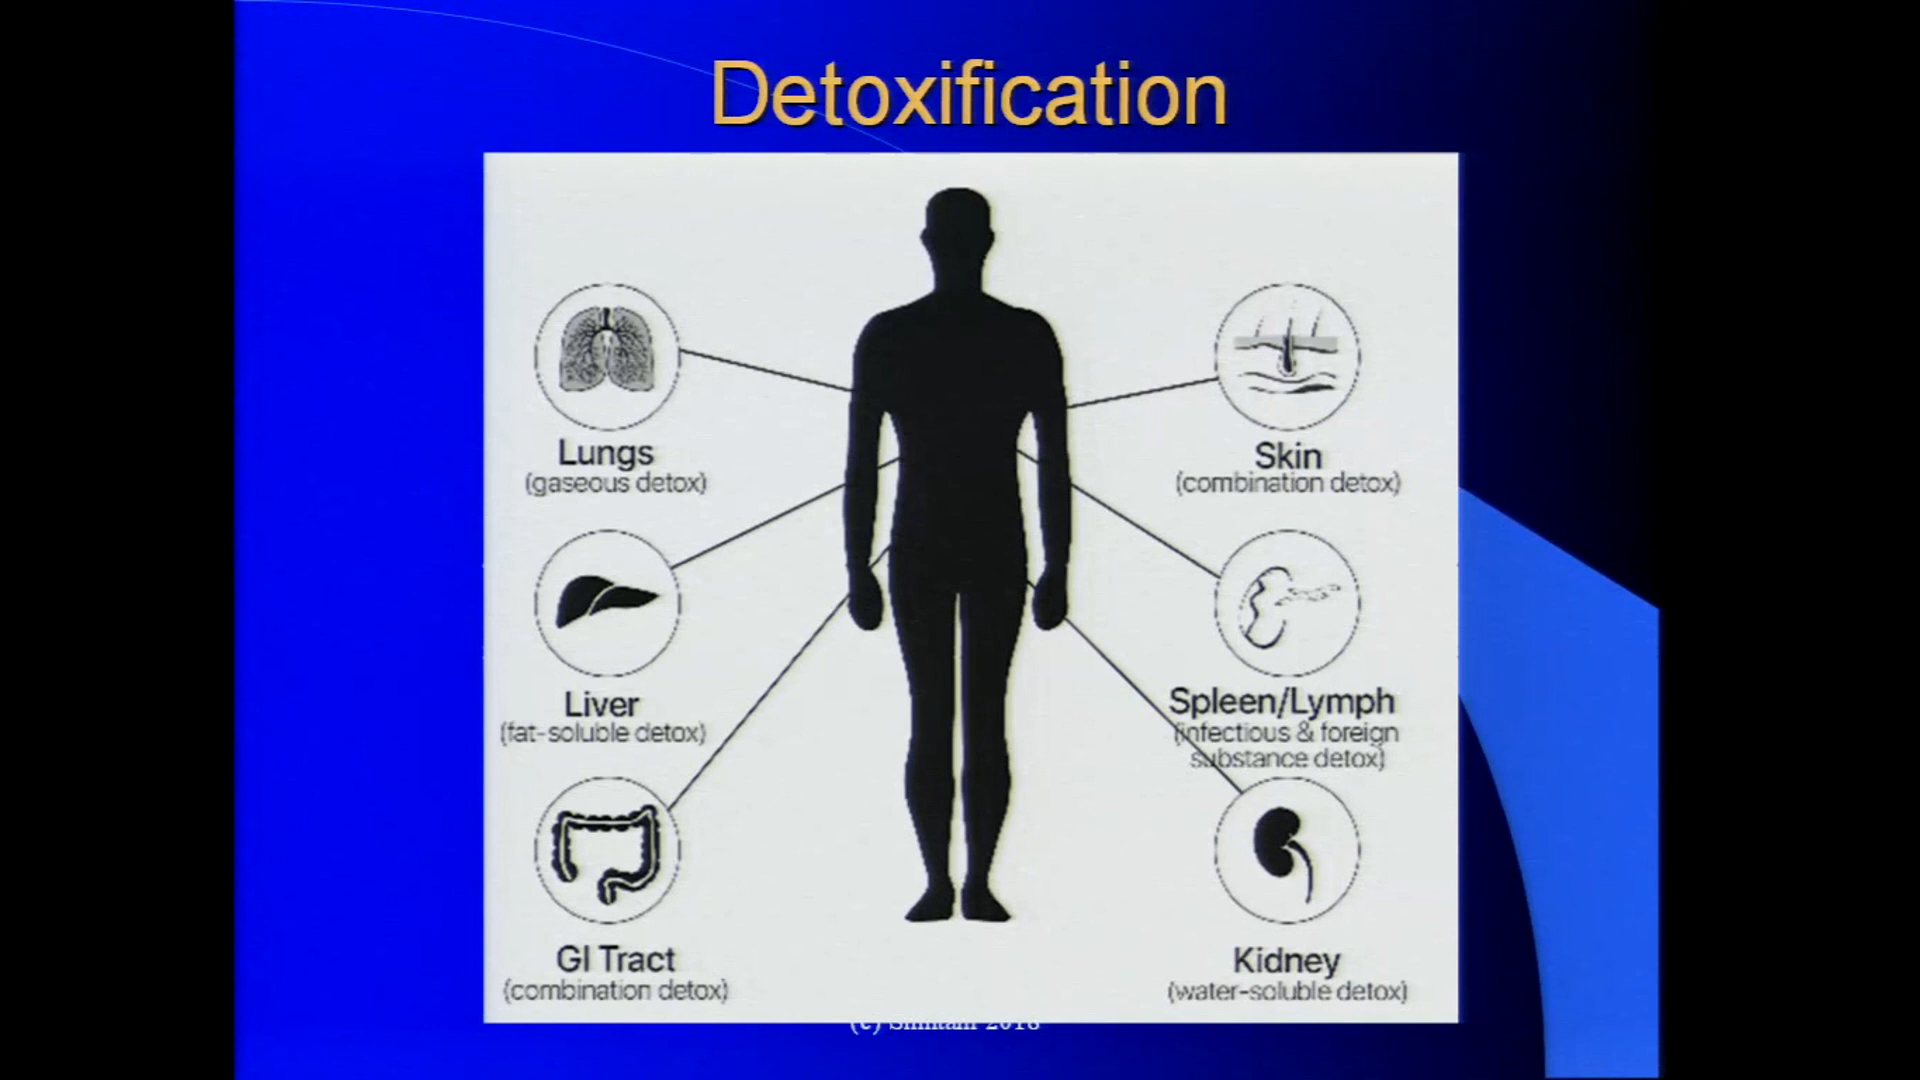 Detoxification
Lungs
(gaseous detox)
Skin
(combination detox)
Liver
(fat-soluble detox)
Spleen/Lymph
(infectious & foreign
substance detox)
GI Tract
(combination detox)
Kidney
(water-soluble detox)
(c) 2018